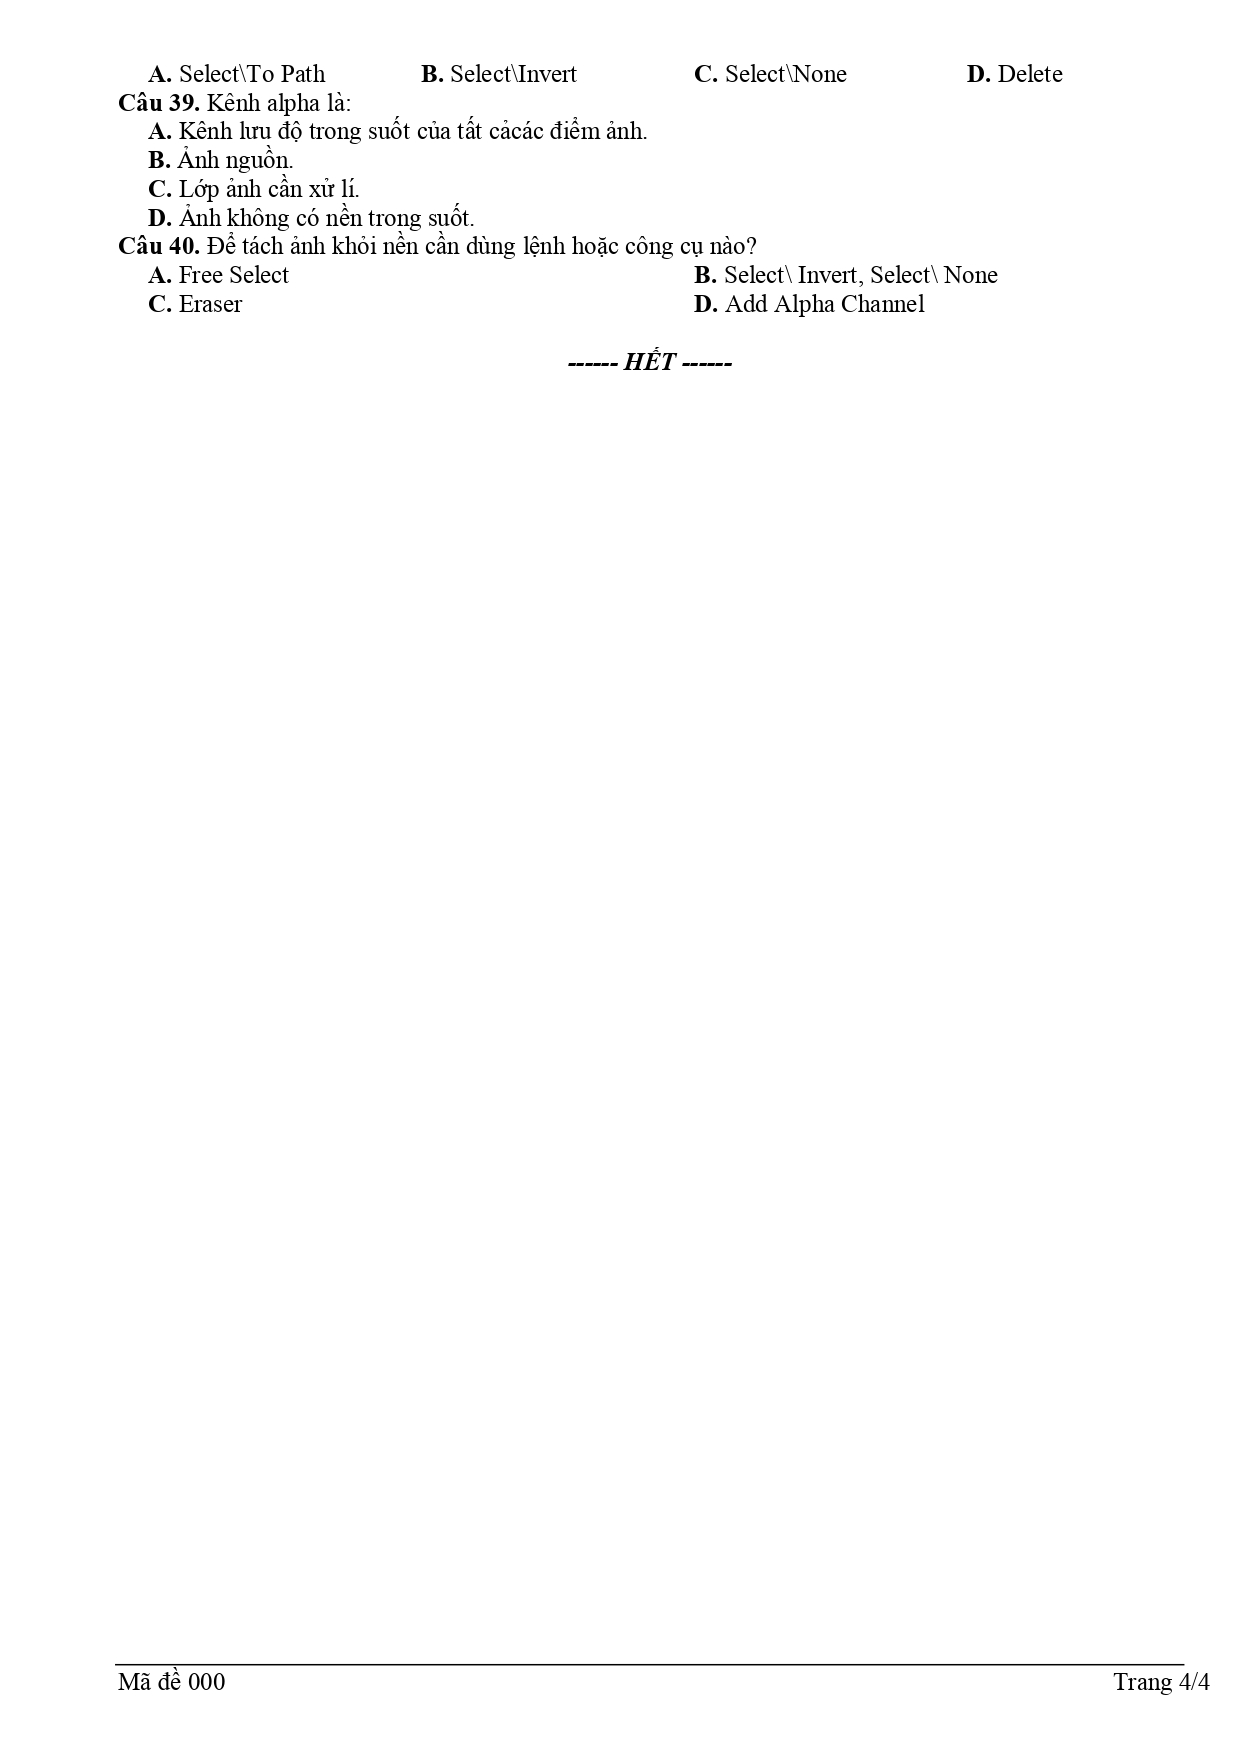 A. Select\To Path B. Select\Invert C. Select\None D. Delete
Câu 39. Kênh alpha là:
A. Kênh lưu độ trong suốt của tất cảcác điểm ảnh.
B. Ảnh nguồn.
C. Lớp ảnh cần xử lí.
D. Ảnh không có nền trong suốt.
Câu 40. Để tách ảnh khỏi nền cần dùng lệnh hoặc công cụ nào?
A. Free Select B. Select\ Invert, Select\ None
C. Eraser D. Add Alpha Channel
------ HẾT ------
Mã đề 000 Trang 4/4